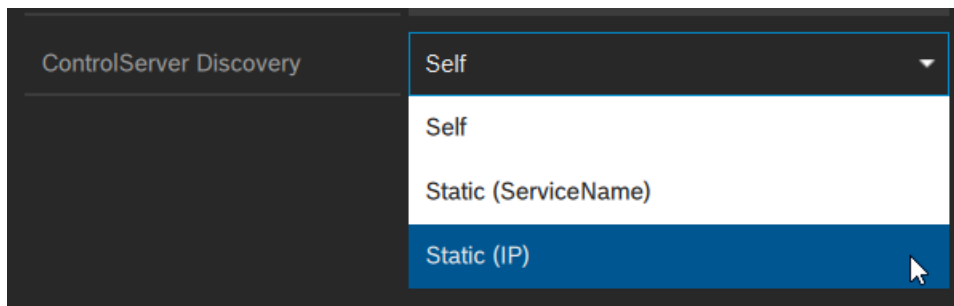 ControlServer Discovery
Self
Self
Static (ServiceName)
Static (IP)